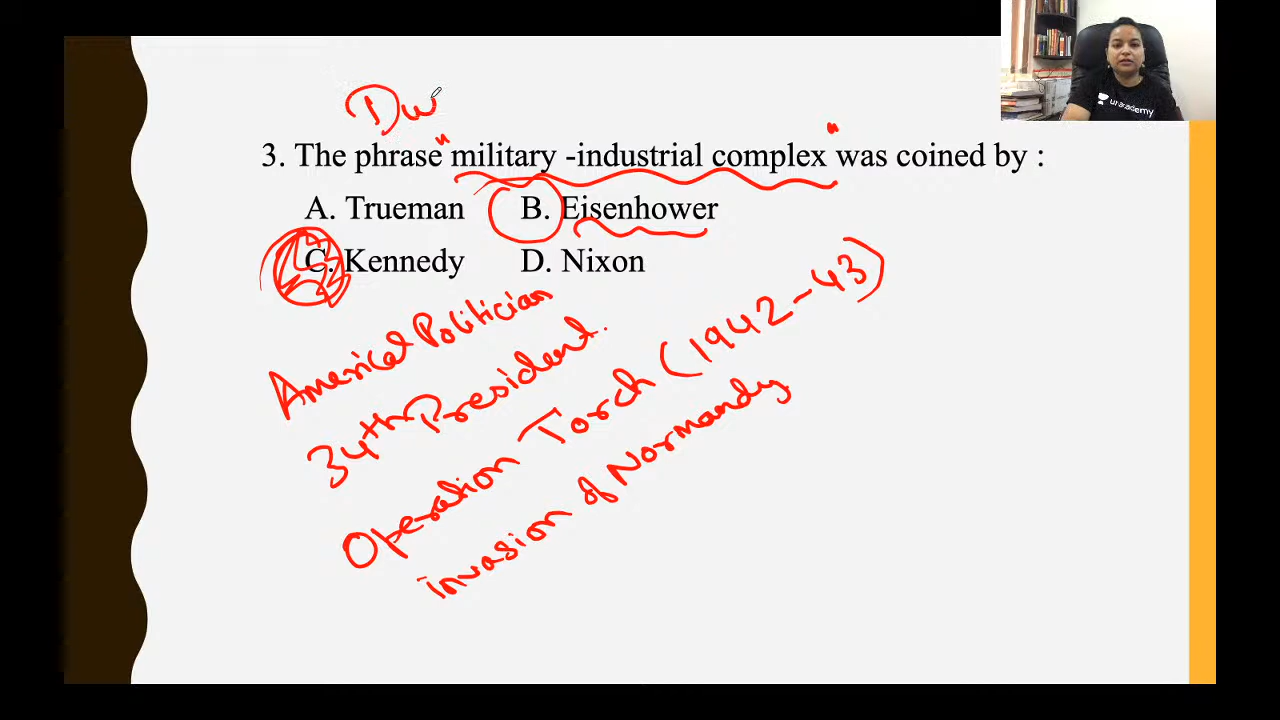 unacademy
Dw
3. The phrase "military -industrial complex" was coined by :
A. Trueman B. Eisenhower
C. Kennedy D. Nixon
Americal Politician
34th President.
Operation Torch (1942-43)
invasion of Normandy